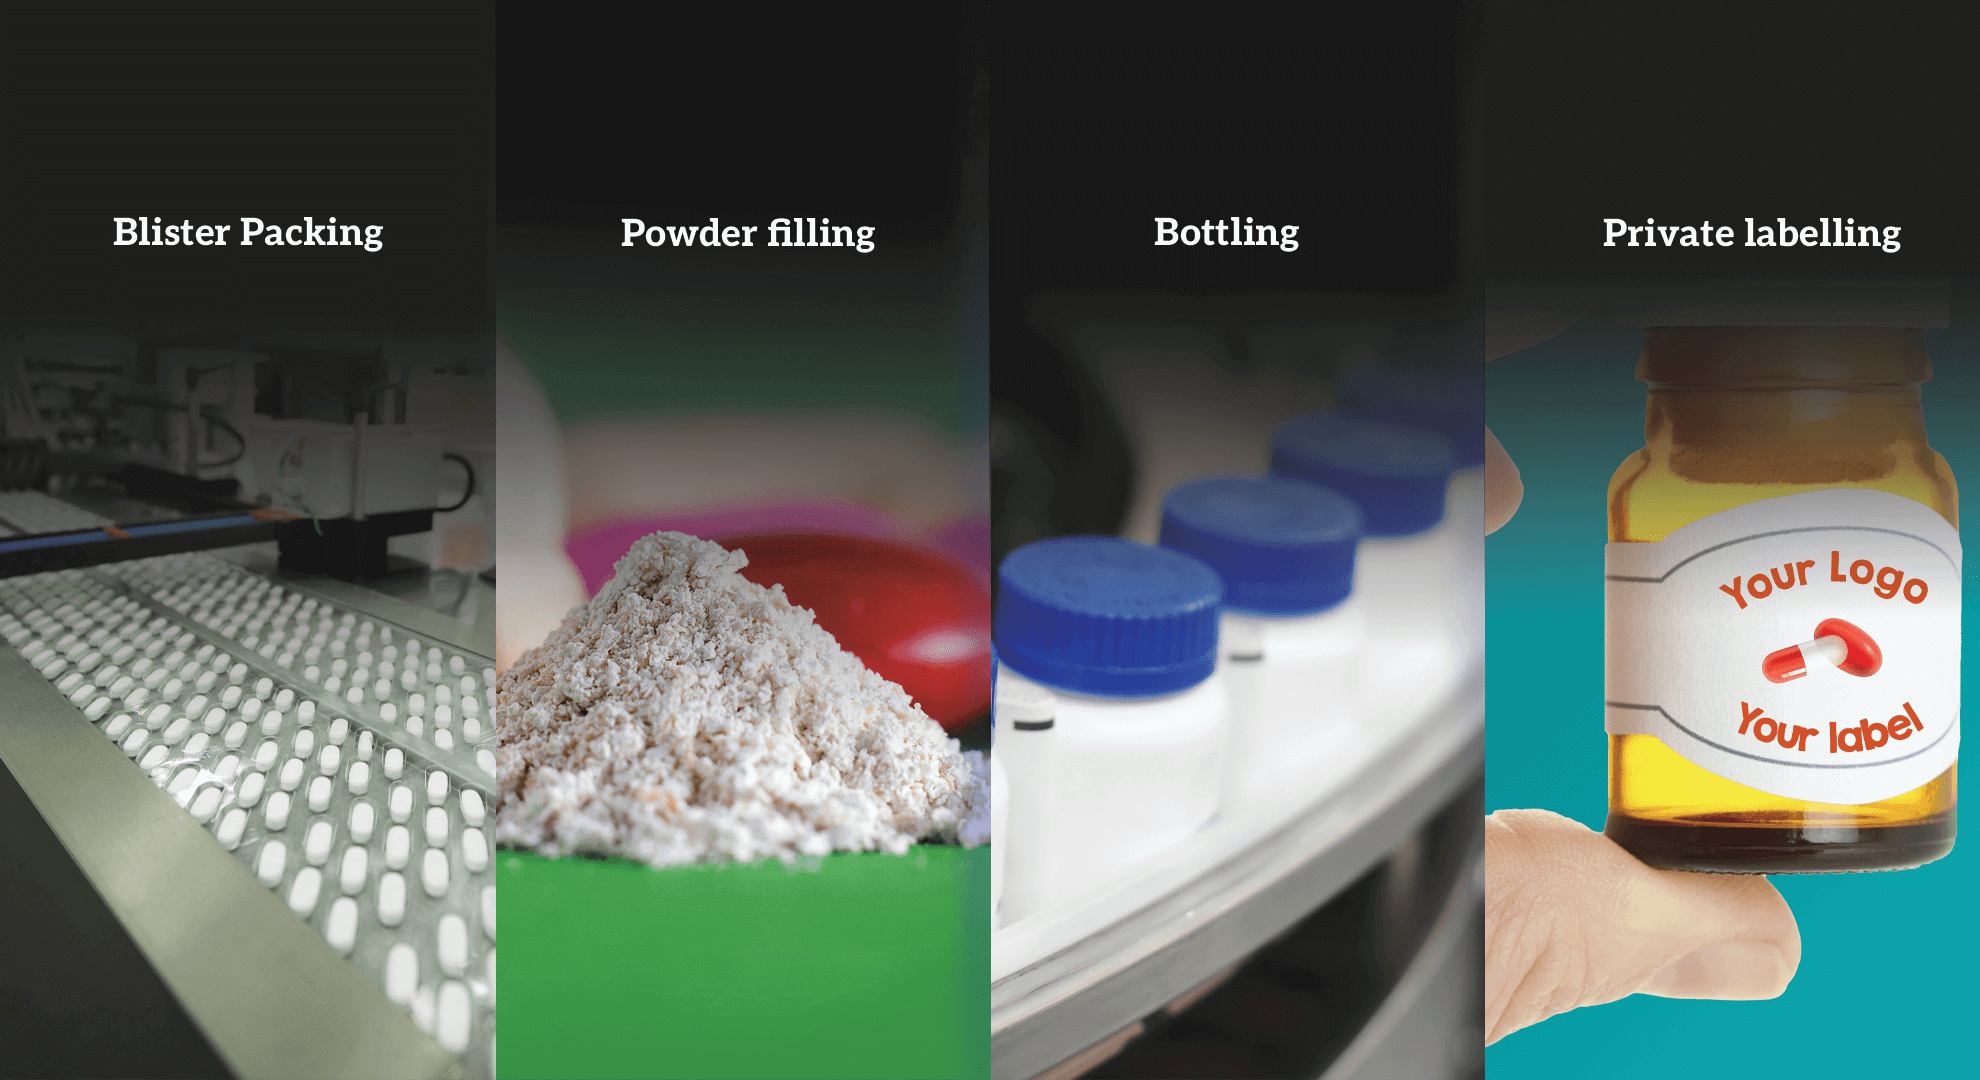 Blister Packing
Powder filling
Bottling
Private labelling
Your Logo
Your label